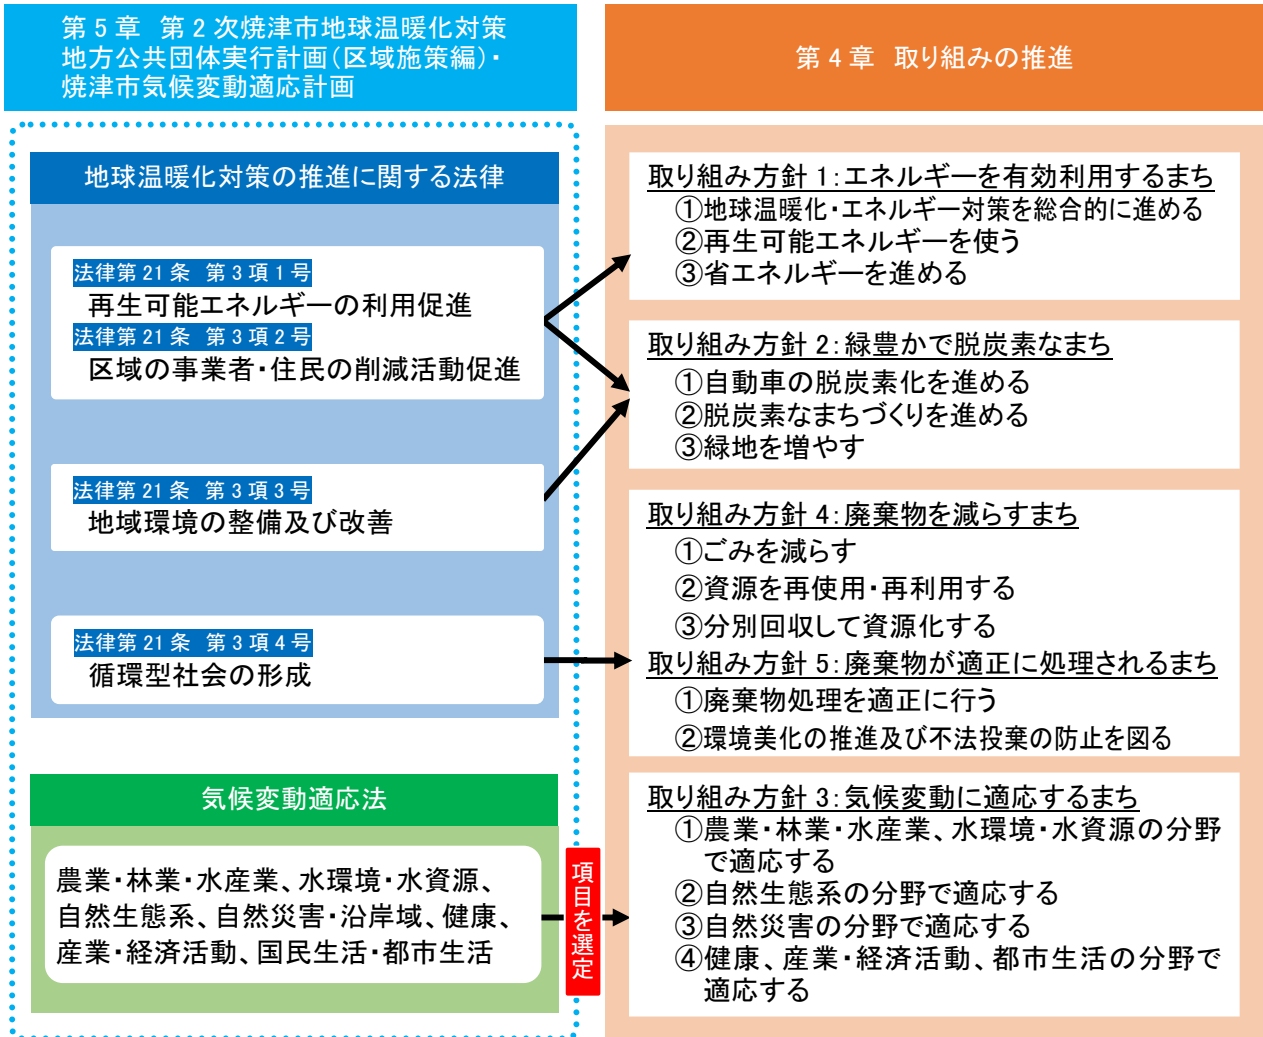 第5章 第2次焼津市地球温暖化対策
地方公共団体実行計画(区域施策編)・
焼津市気候変動適応計画
地球温暖化対策の推進に関する法律
法律第21条 第3項1号
再生可能エネルギーの利用促進
法律第21条 第3項2号
区域の事業者・住民の削減活動促進
法律第21条 第3項3号
地域環境の整備及び改善
法律第21条 第3項4号
循環型社会の形成
気候変動適応法
農業・林業・水産業、水環境・水資源、
自然生態系、自然災害・沿岸域、健康、
産業・経済活動、国民生活・都市生活
項目を選定
第4章 取り組みの推進
取り組み方針1:エネルギーを有効利用するまち
①地球温暖化・エネルギー対策を総合的に進める
②再生可能エネルギーを使う
③省エネルギーを進める
取り組み方針2:緑豊かで脱炭素なまち
①自動車の脱炭素化を進める
②脱炭素なまちづくりを進める
③緑地を増やす
取り組み方針4:廃棄物を減らすまち
①ごみを減らす
②資源を再使用・再利用する
③分別回収して資源化する
取り組み方針5:廃棄物が適正に処理されるまち
①廃棄物処理を適正に行う
②環境美化の推進及び不法投棄の防止を図る
取り組み方針3:気候変動に適応するまち
①農業・林業・水産業、水環境・水資源の分野
で適応する
②自然生態系の分野で適応する
③自然災害の分野で適応する
④健康、産業・経済活動、都市生活の分野で
適応する